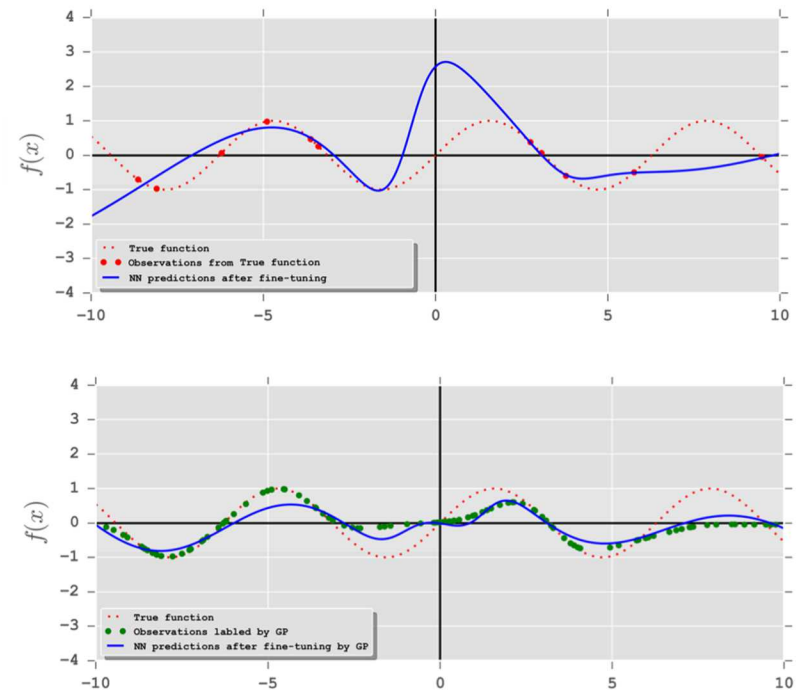 4
3
2
1
0
−1
−2
−3
−4
f(x)
True function
Observations from True function
NN predictions after fine-tuning
−10 −5 0 5 10
4
3
2
1
0
−1
−2
−3
−4
f(x)
True function
Observations labled by GP
NN predictions after fine-tuning by GP
−10 −5 0 5 10